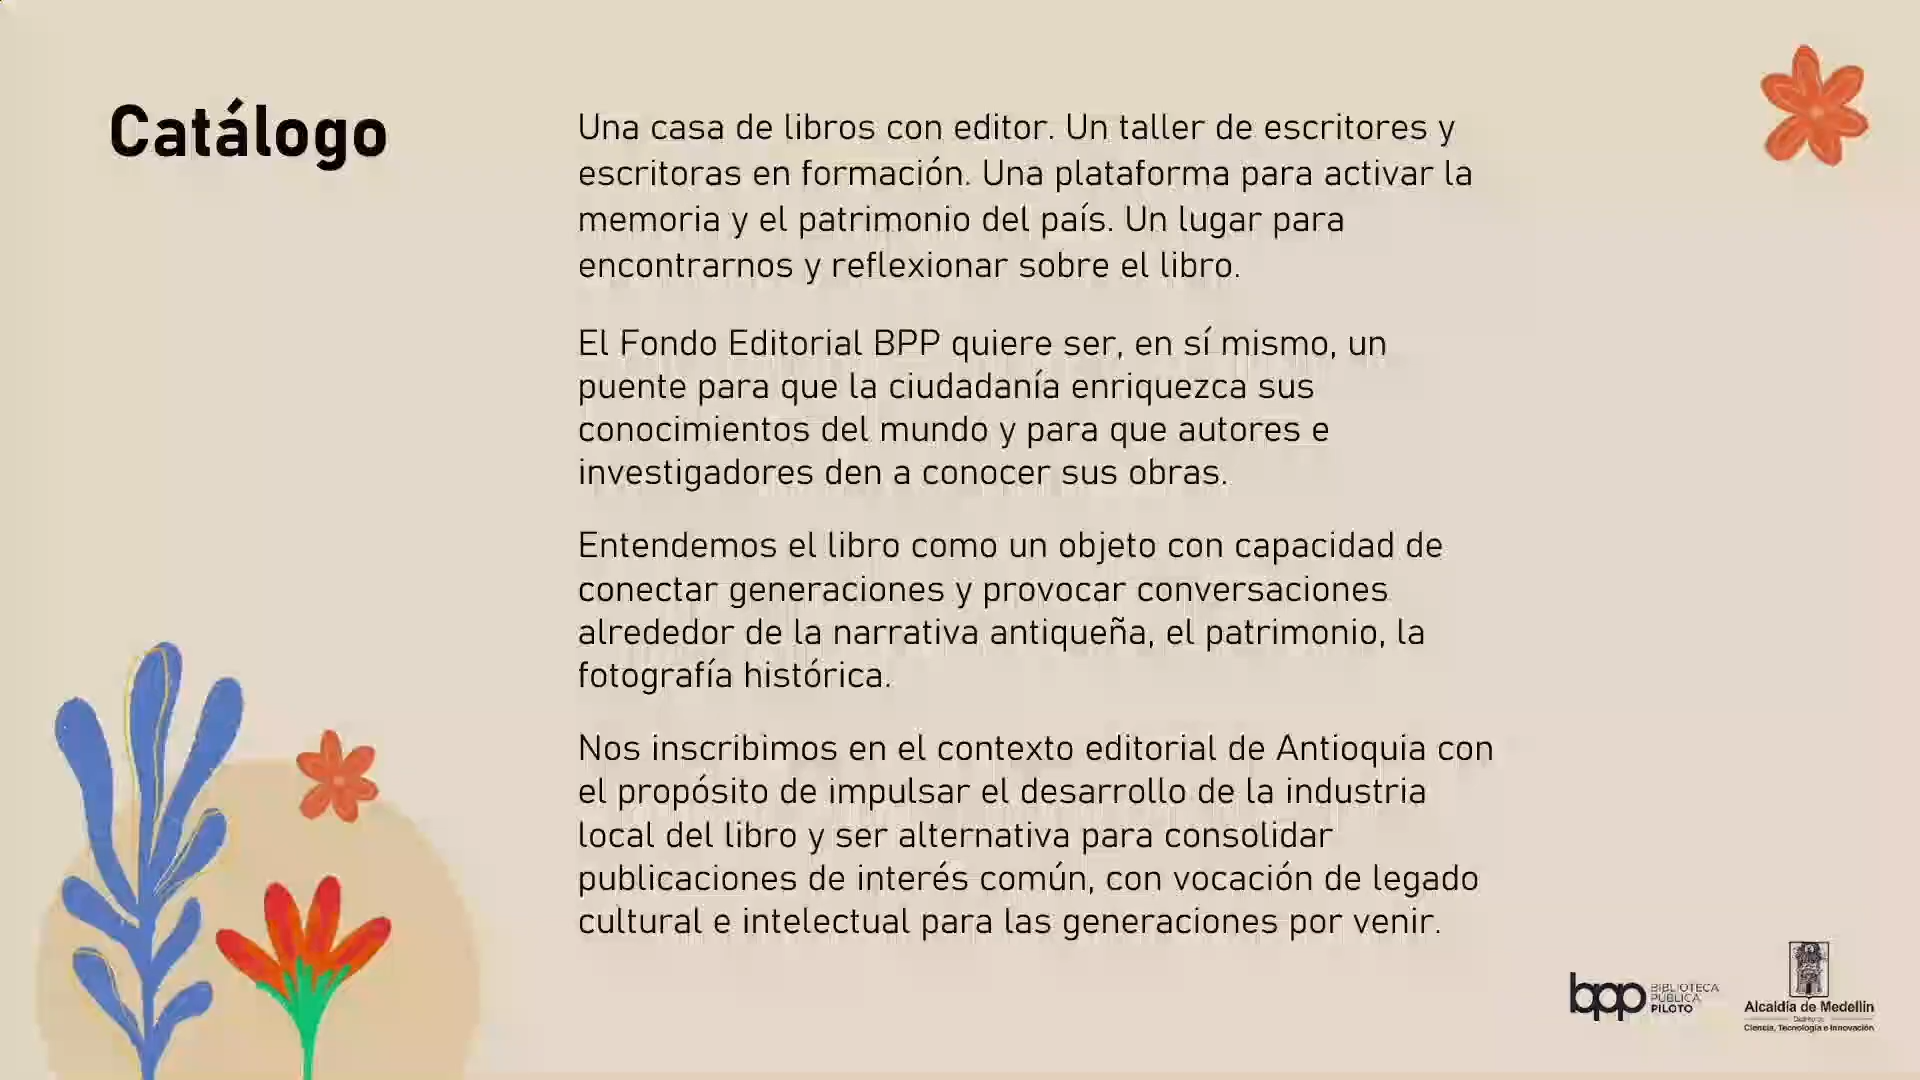 Catálogo
Una casa de libros con editor. Un taller de escritores y
escritoras en formación. Una plataforma para activar la
memoria y el patrimonio del país. Un lugar para
encontrarnos y reflexionar sobre el libro.
El Fondo Editorial BPP quiere ser, en sí mismo, un
puente para que la ciudadanía enriquezca sus
conocimientos del mundo y para que autores e
investigadores den a conocer sus obras.
Entendemos el libro como un objeto con capacidad de
conectar generaciones y provocar conversaciones
alrededor de la narrativa antiqueña, el patrimonio, la
fotografía histórica.
Nos inscribimos en el contexto editorial de Antioquia con
el propósito de impulsar el desarrollo de la industria
local del libro y ser alternativa para consolidar
publicaciones de interés común, con vocación de legado
cultural e intelectual para las generaciones por venir.
bpp
BIBLIOTECA
PÚBLICA
PILOTO
Alcaldía de Medellín
Distrito de
Ciencia, Tecnología e Innovación